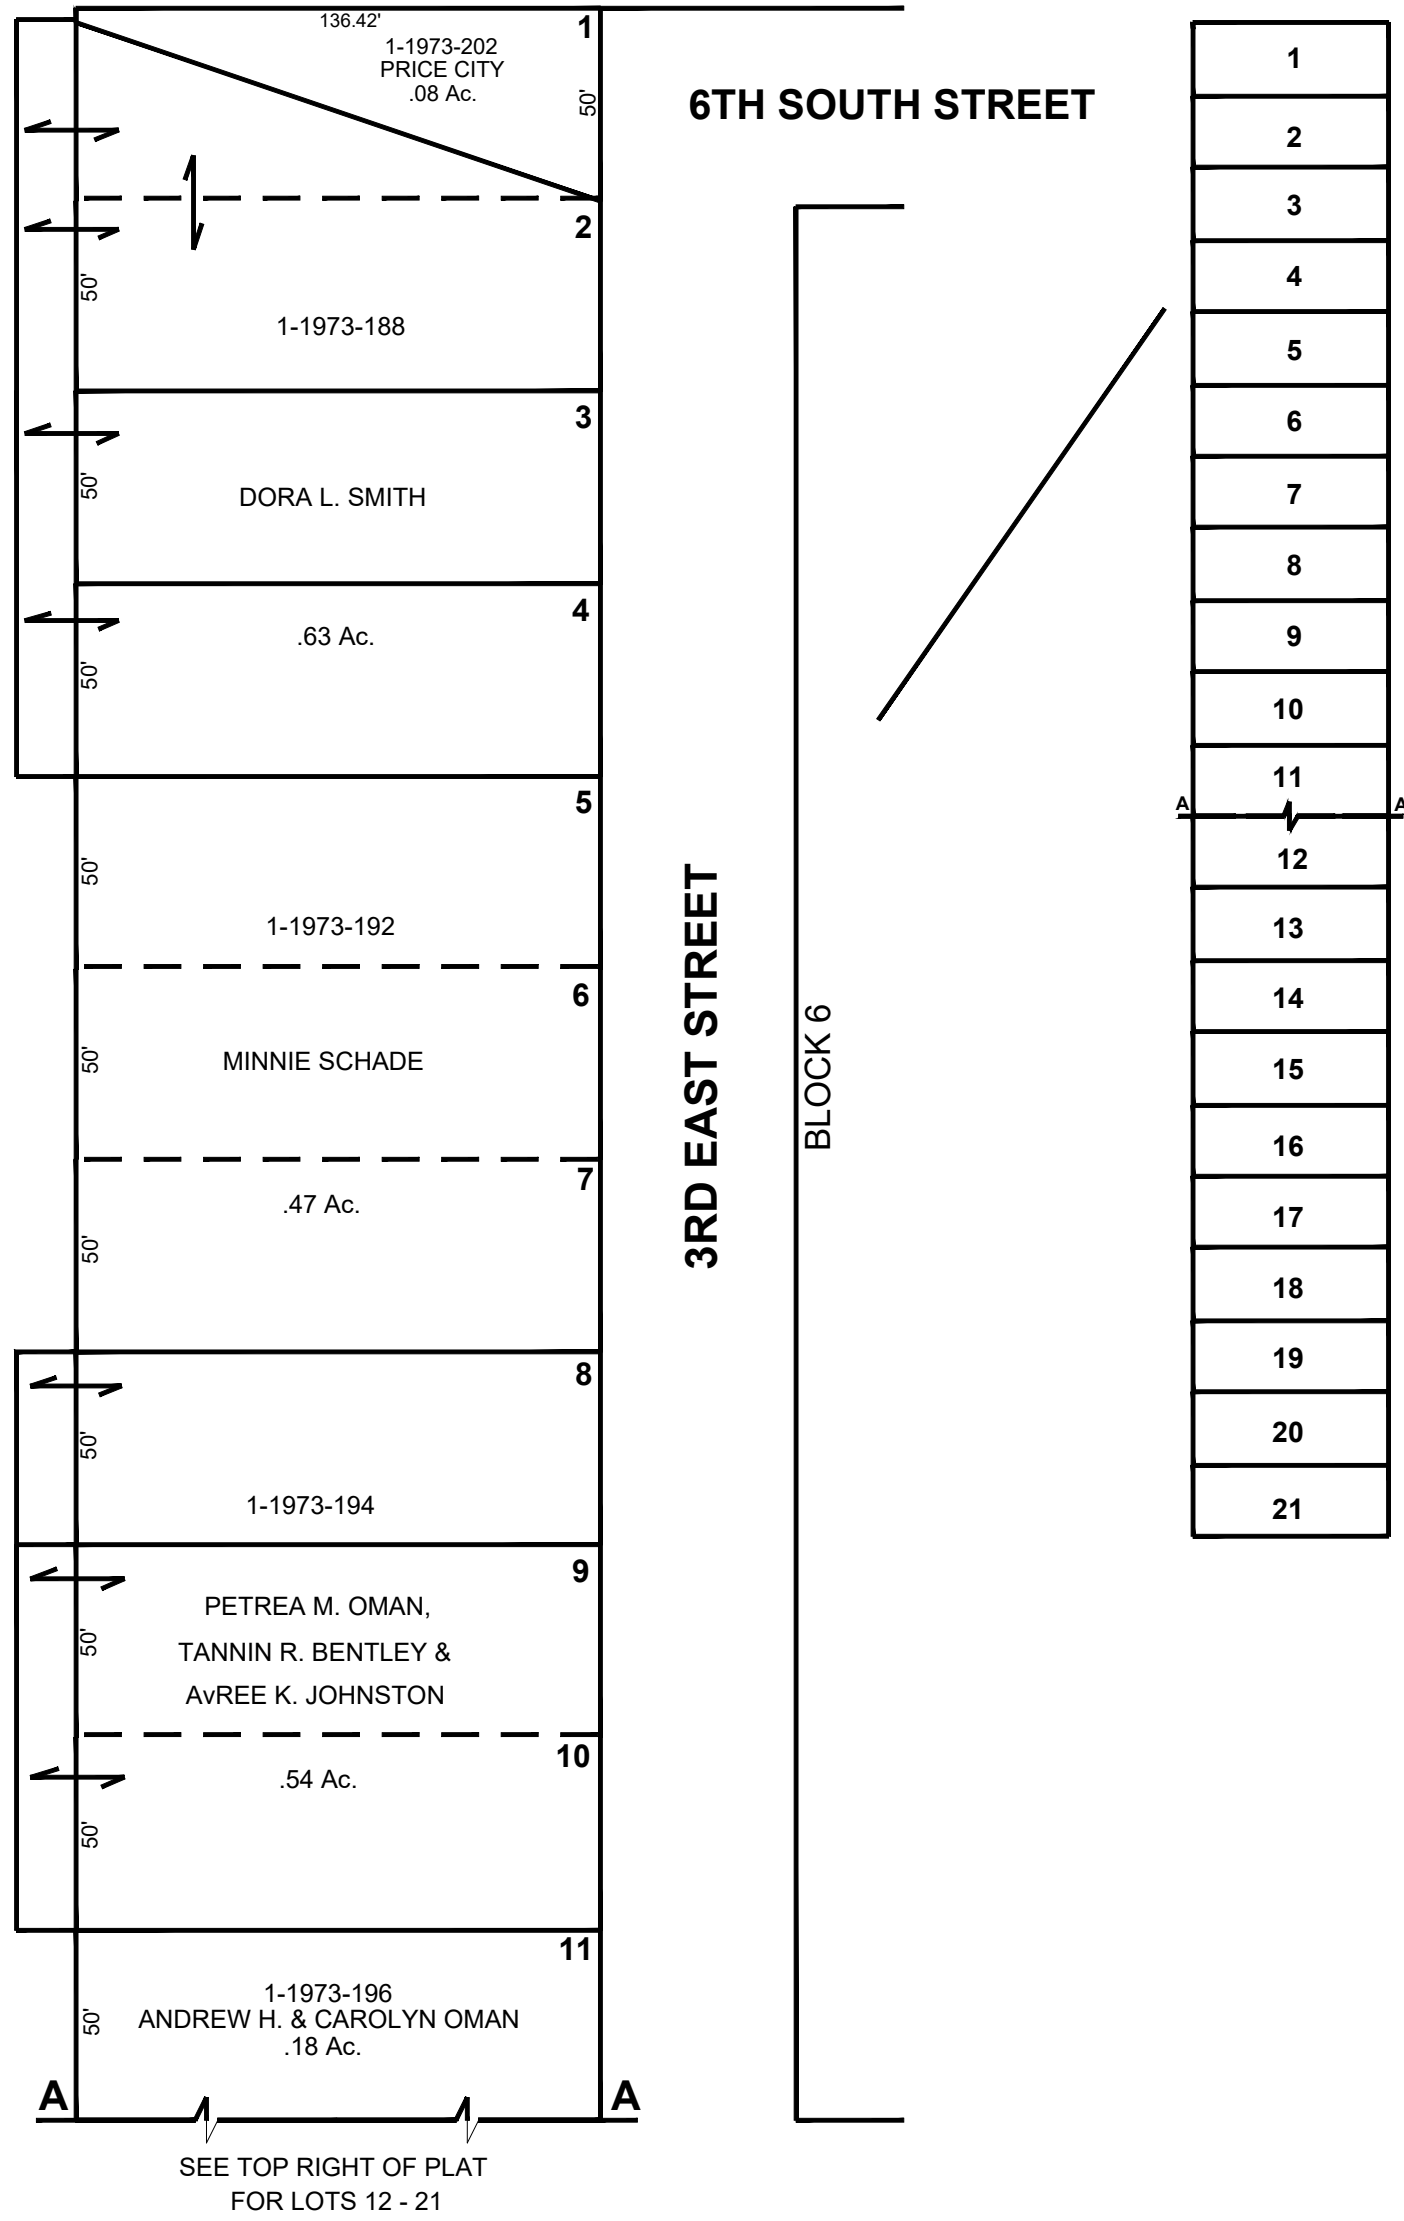 136.42'
1
1-1973-202
PRICE CITY
.08 Ac.
50'
2
50'
1-1973-188
3
50'
DORA L. SMITH
4
.63 Ac.
50'
5
50'
1-1973-192
6
50'
MINNIE SCHADE
7
.47 Ac.
50'
8
50'
1-1973-194
9
PETREA M. OMAN,
50'
TANNIN R. BENTLEY &
AvREE K. JOHNSTON
10
.54 Ac.
50'
11
1-1973-196
50'
ANDREW H. & CAROLYN OMAN
.18 Ac.
A
A
SEE TOP RIGHT OF PLAT
FOR LOTS 12 - 21
6TH SOUTH STREET
3RD EAST STREET
BLOCK 6
1
2
3
4
5
6
7
8
9
10
11
A
A
12
13
14
15
16
17
18
19
20
21